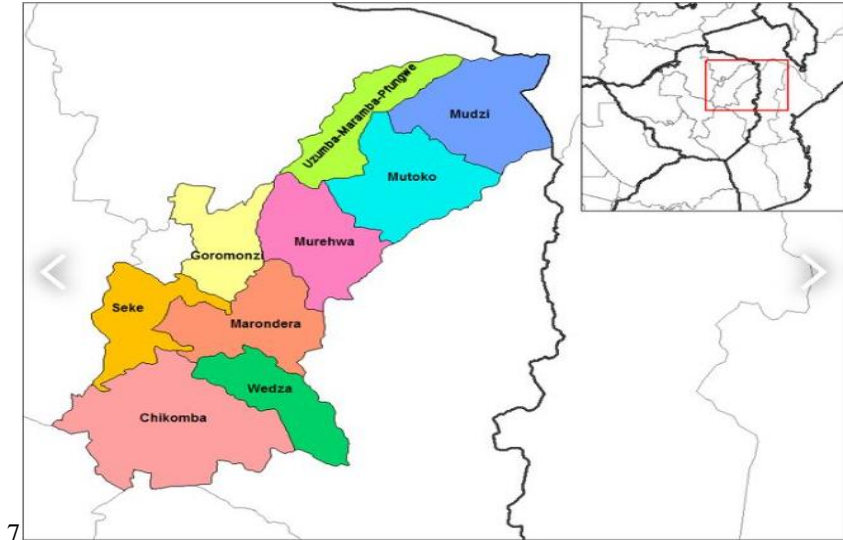 Uzumba-Maramba-Pfungwe
Mudzi
Mutoko
Goromonzi
Murehwa
Seke
Marondera
Wedza
Chikomba
7